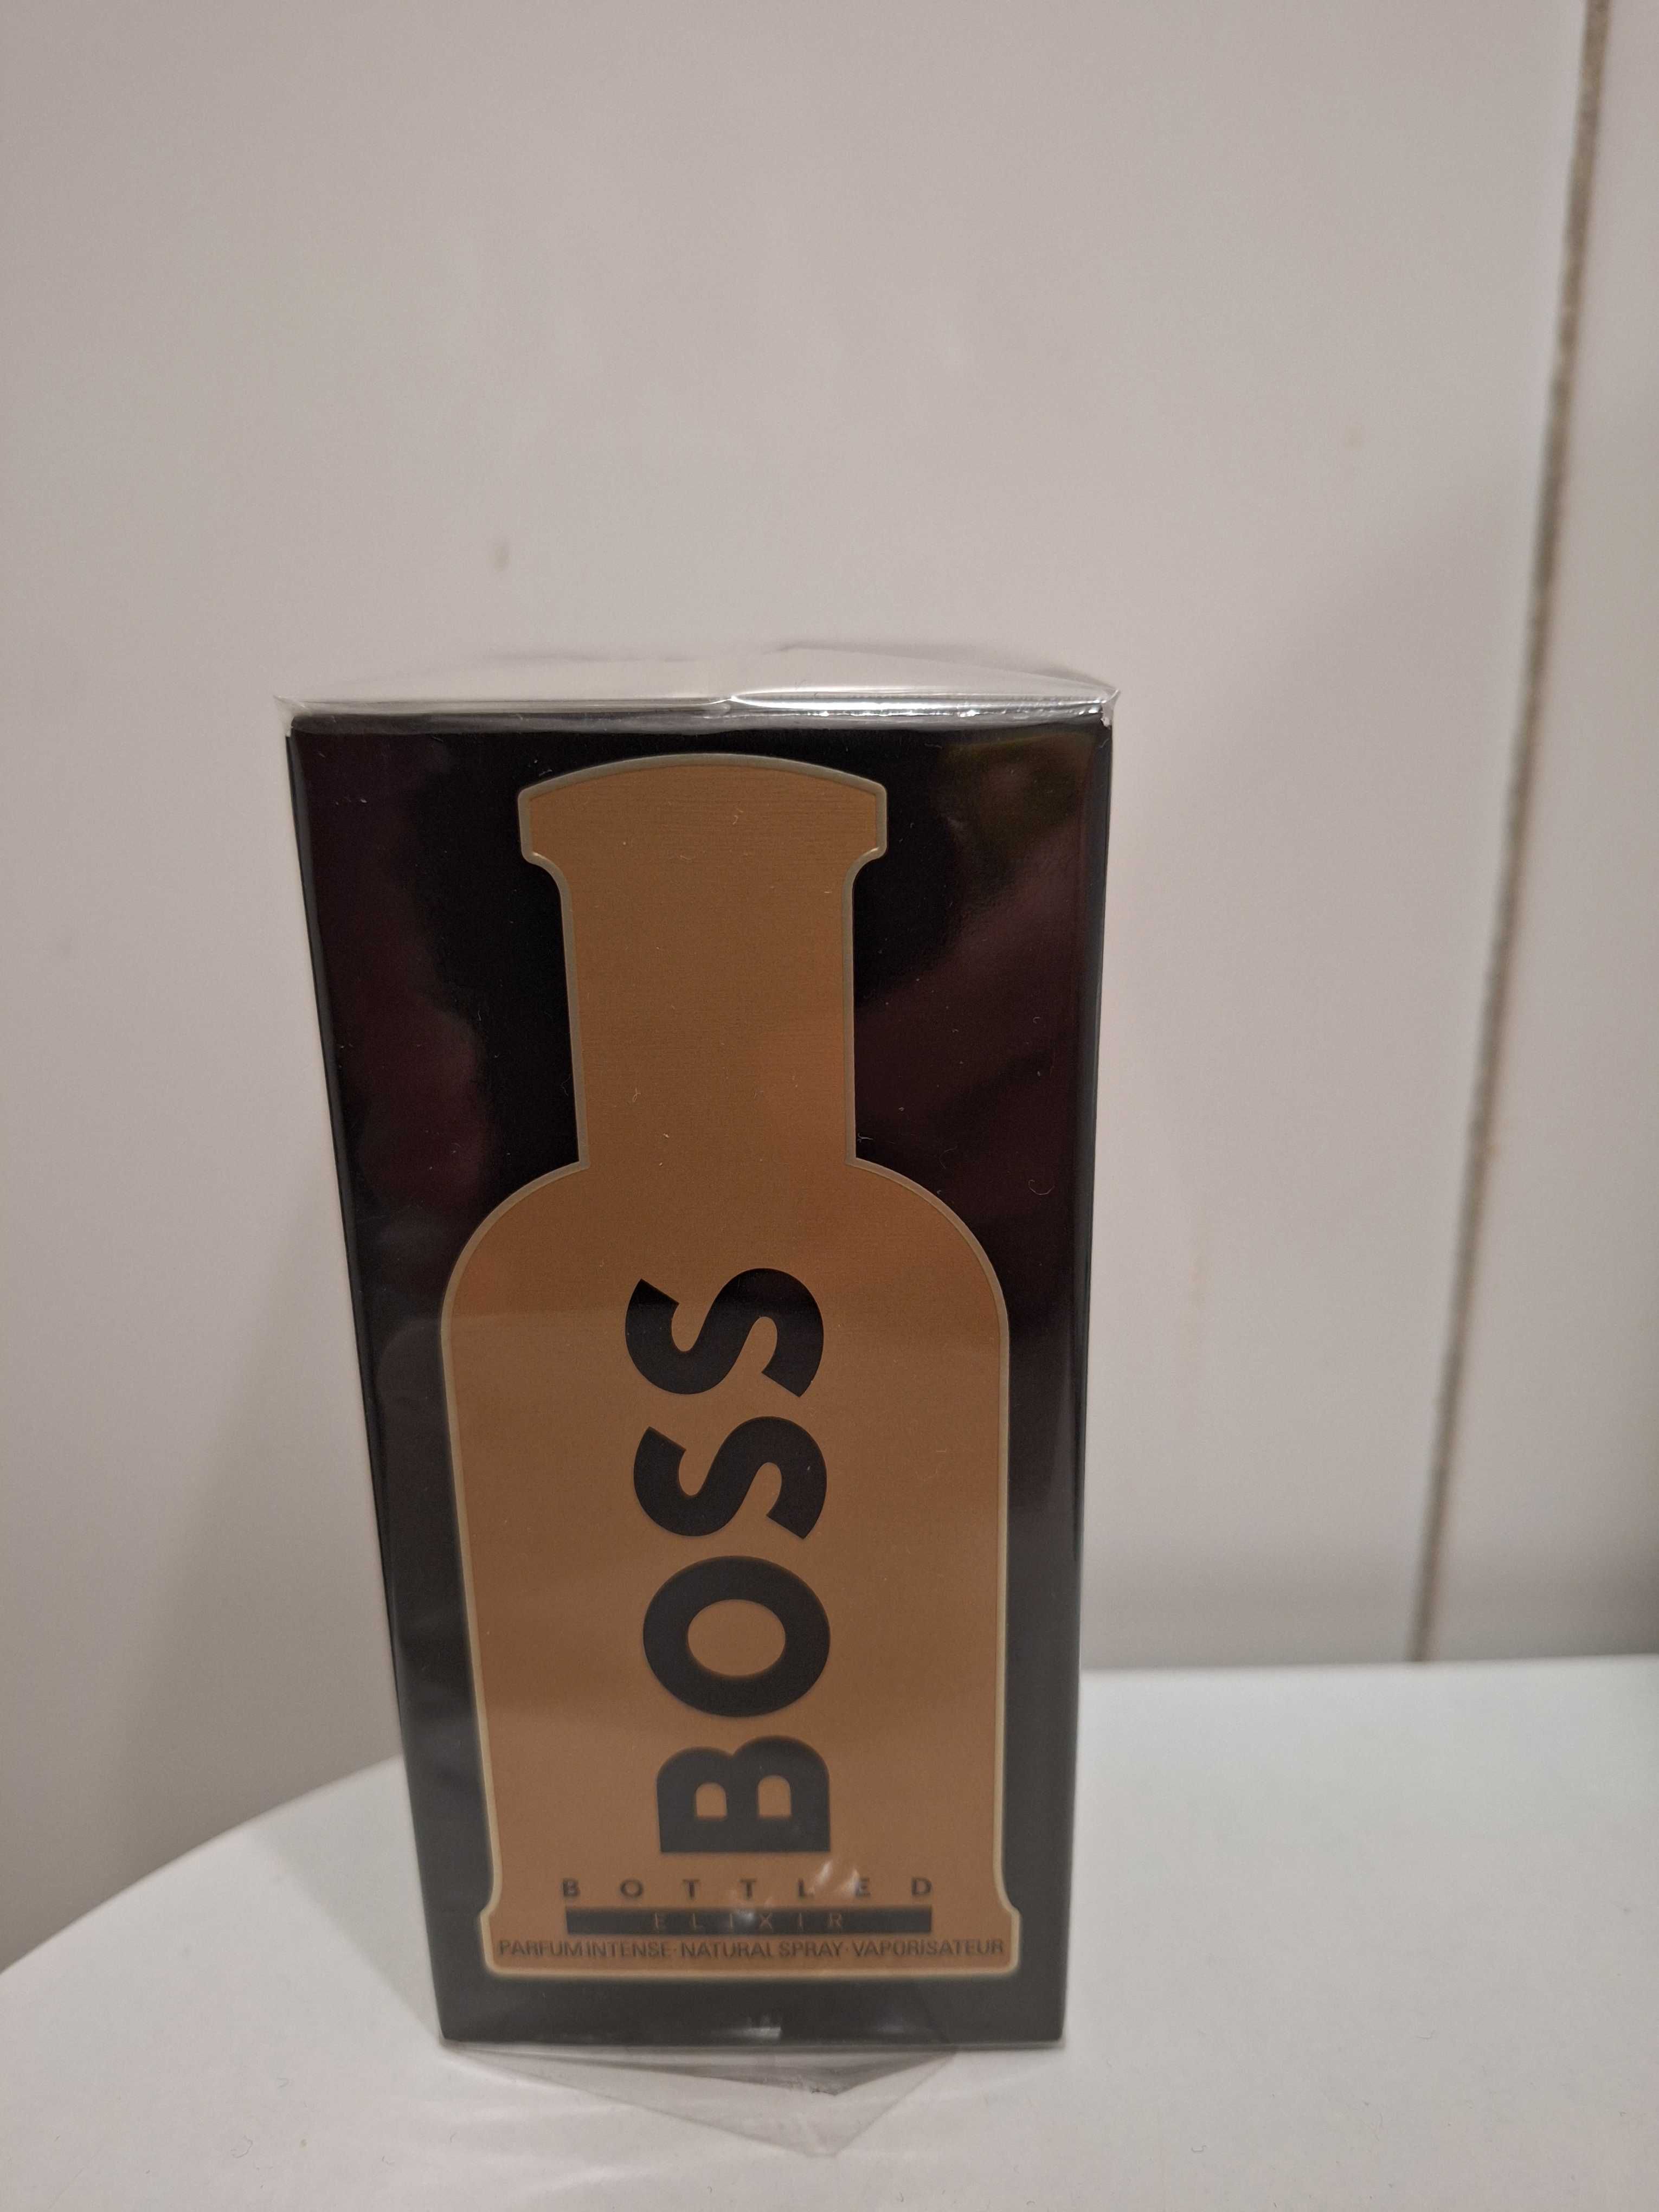 BOSS
BOTTLED
ELIXIR
PARFUM INTENSE·NATURAL SPRAY·VAPORISATEUR